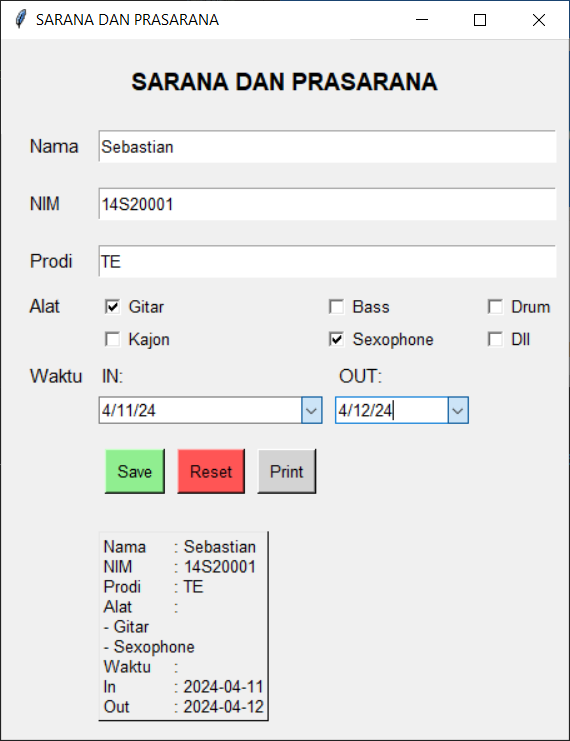 SARANA DAN PRASARANA
SARANA DAN PRASARANA
Nama Sebastian
NIM 14S20001
Prodi TE
Alat Gitar Bass Drum
Kajon Sexophone Dll
Waktu IN: OUT:
4/11/24 4/12/24
Save Reset Print
Nama : Sebastian
NIM : 14S20001
Prodi : TE
Alat :
- Gitar
- Sexophone
Waktu :
In : 2024-04-11
Out : 2024-04-12